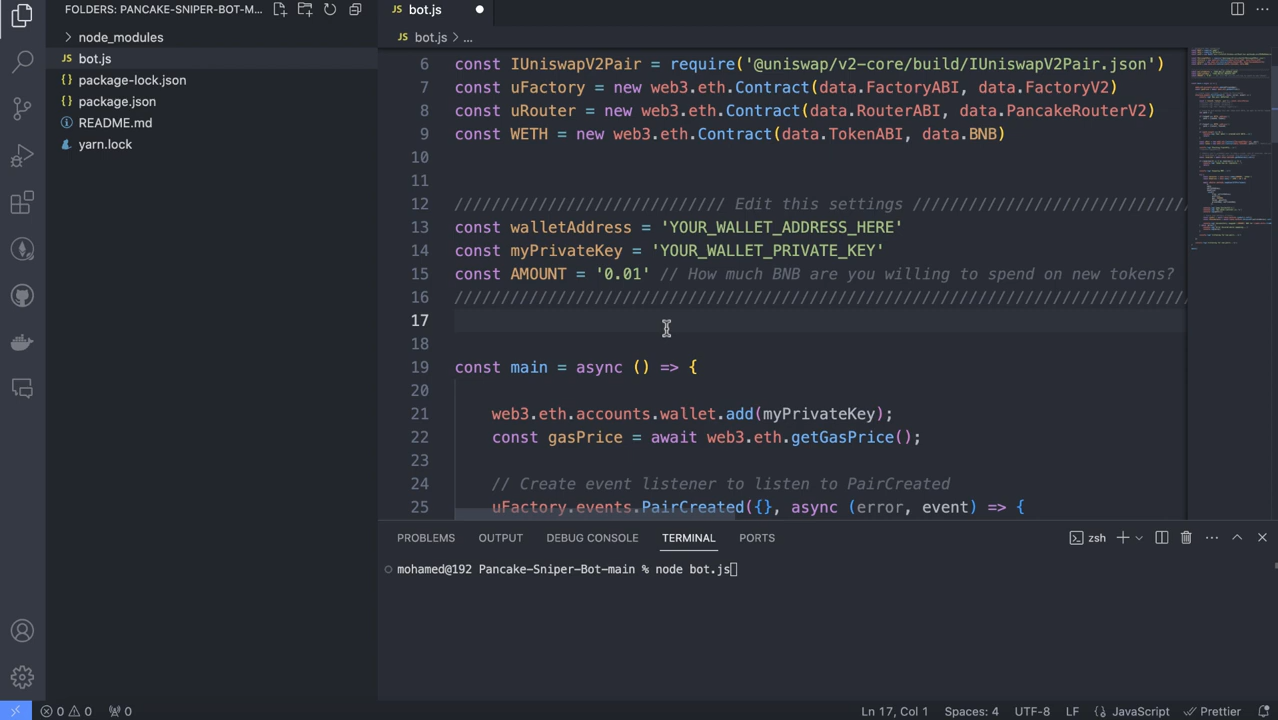 FOLDERS: PANCAKE-SNIPER-BOT-M...
node_modules
JS bot.js
{} package-lock.json
{} package.json
README.md
yarn.lock
JS bot.js
JS bot.js > ...
6 const IUniswapV2Pair = require('@uniswap/v2-core/build/IUniswapV2Pair.json')
7 const uFactory = new web3.eth.Contract(data.FactoryABI, data.FactoryV2)
8 const uRouter = new web3.eth.Contract(data.RouterABI, data.PancakeRouterV2)
9 const WETH = new web3.eth.Contract(data.TokenABI, data.BNB)
10
11
12 ///////////////////////////// Edit this settings /////////////////////////////
13 const walletAddress = 'YOUR_WALLET_ADDRESS_HERE'
14 const myPrivateKey = 'YOUR_WALLET_PRIVATE_KEY'
15 const AMOUNT = '0.01' // How much BNB are you willing to spend on new tokens?
16 //////////////////////////////////////////////////////////////////////////////
17
18
19 const main = async () => {
20
21 web3.eth.accounts.wallet.add(myPrivateKey);
22 const gasPrice = await web3.eth.getGasPrice();
23
24 // Create event listener to listen to PairCreated
25 uFactory.events.PairCreated({}, async (error, event) => {
PROBLEMS OUTPUT DEBUG CONSOLE TERMINAL PORTS zsh
mohamed@192 Pancake-Sniper-Bot-main % node bot.js
0 0 0 Ln 17, Col 1 Spaces: 4 UTF-8 LF {} JavaScript Prettier